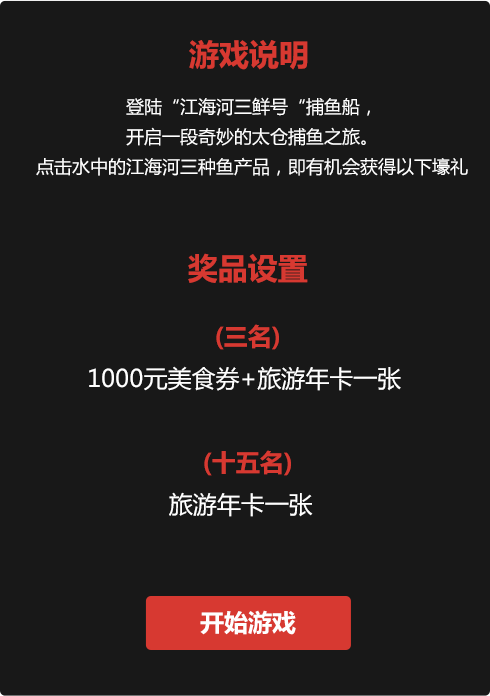 游戏说明
登陆“江海河三鲜号“捕鱼船，
开启一段奇妙的太仓捕鱼之旅。
点击水中的江海河三种鱼产品，即有机会获得以下壕礼
奖品设置
(三名)
1000元美食券+旅游年卡一张
(十五名)
旅游年卡一张
开始游戏